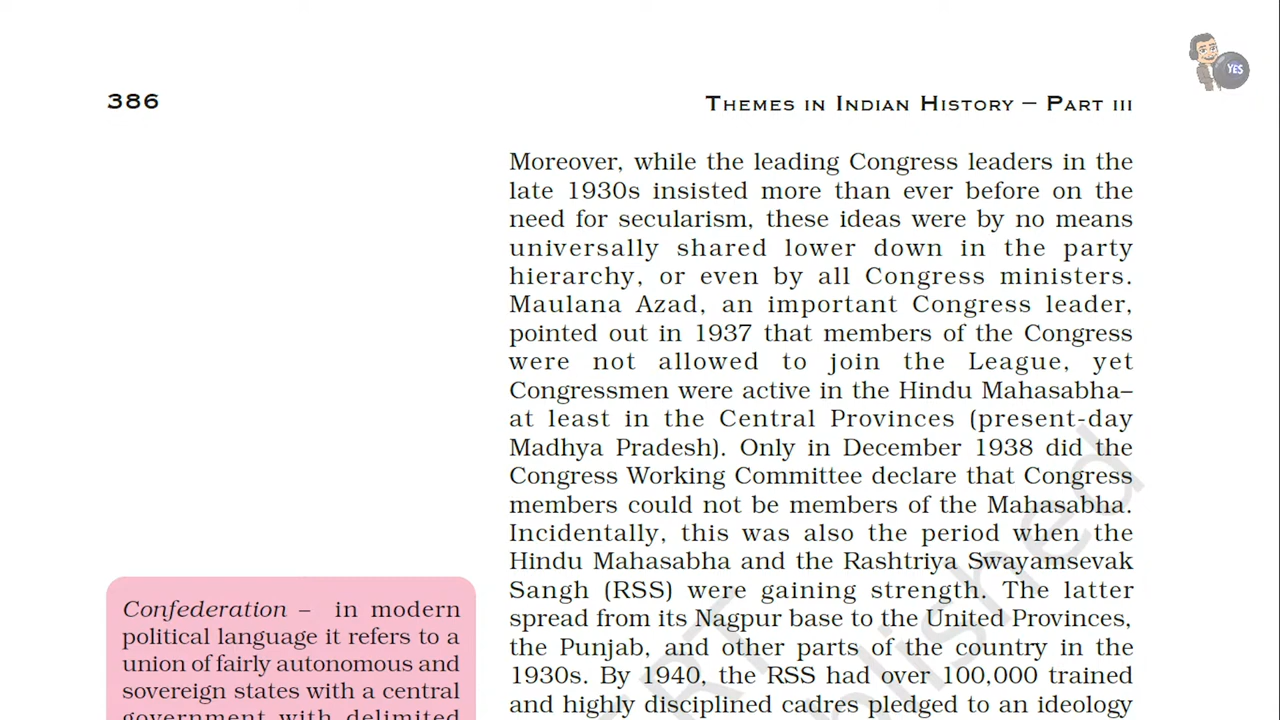 YES
386
THEMES IN INDIAN HISTORY – PART III
Moreover, while the leading Congress leaders in the
late 1930s insisted more than ever before on the
need for secularism, these ideas were by no means
universally shared lower down in the party
hierarchy, or even by all Congress ministers.
Maulana Azad, an important Congress leader,
pointed out in 1937 that members of the Congress
were not allowed to join the League, yet
Congressmen were active in the Hindu Mahasabha–
at least in the Central Provinces (present-day
Madhya Pradesh). Only in December 1938 did the
Congress Working Committee declare that Congress
members could not be members of the Mahasabha.
Incidentally, this was also the period when the
Hindu Mahasabha and the Rashtriya Swayamsevak
Sangh (RSS) were gaining strength. The latter
spread from its Nagpur base to the United Provinces,
the Punjab, and other parts of the country in the
1930s. By 1940, the RSS had over 100,000 trained
and highly disciplined cadres pledged to an ideology
Confederation – in modern
political language it refers to a
union of fairly autonomous and
sovereign states with a central
government with delimited